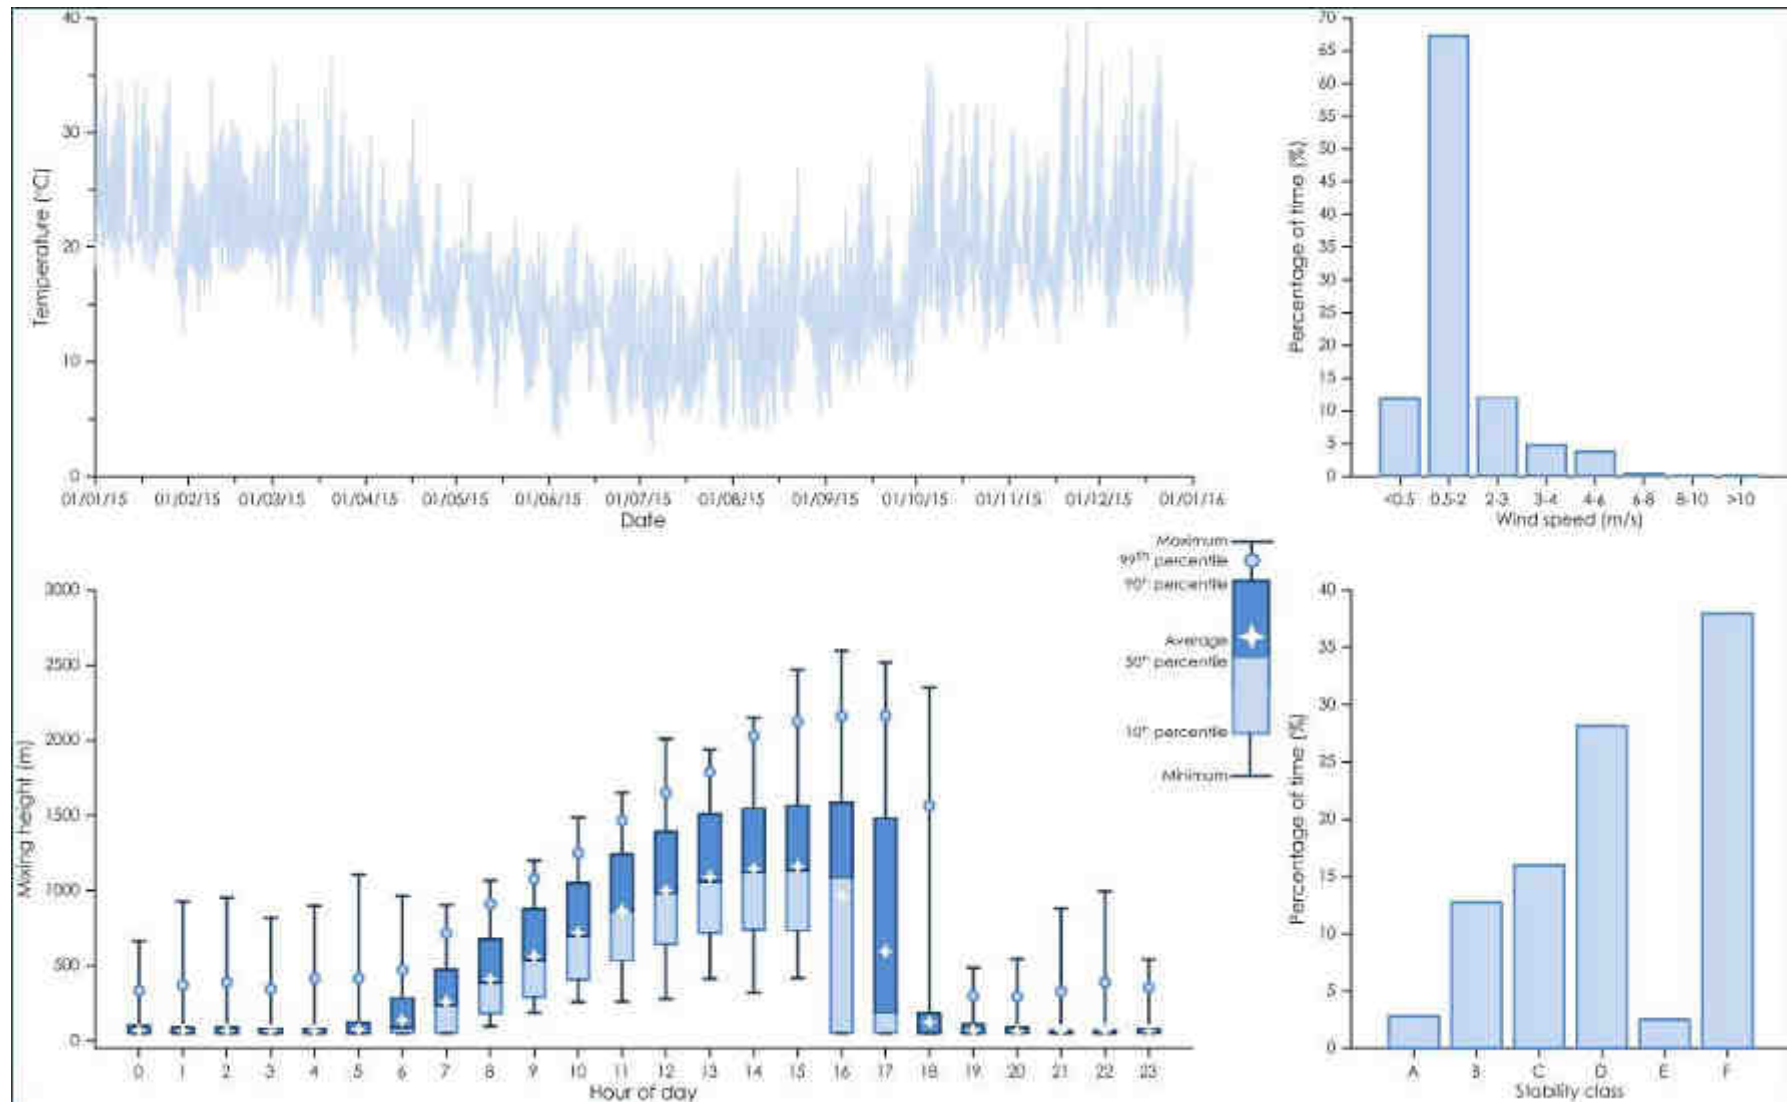 40
30
20
10
0
Temperature (°C)
01/01/15 01/02/15 01/03/15 01/04/15 01/05/15 01/06/15 01/07/15 01/08/15 01/09/15 01/10/15 01/11/15 01/12/15 01/01/16
Date
70
65
60
55
50
45
40
35
30
25
20
15
10
5
0
Percentage of time (%)
<0.5 0.5-2 2-3 3-4 4-6 6-8 8-10 >10
Wind speed (m/s)
3000
2500
2000
1500
1000
500
0
Mixing height (m)
0 1 2 3 4 5 6 7 8 9 10 11 12 13 14 15 16 17 18 19 20 21 22 23
Hour of day
Maximum
99th percentile
90th percentile
Average
50th percentile
10th percentile
Minimum
40
35
30
25
20
15
10
5
0
Percentage of time (%)
A B C D E F
Stability class